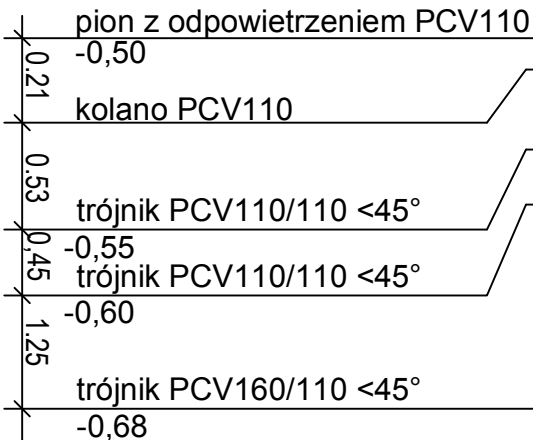 pion z odpowietrzeniem PCV110
-0,50
0.21
kolano PCV110
0.53
trójnik PCV110/110 <45°
-0,55
0,45
trójnik PCV110/110 <45°
-0,60
1.25
trójnik PCV160/110 <45°
-0,68